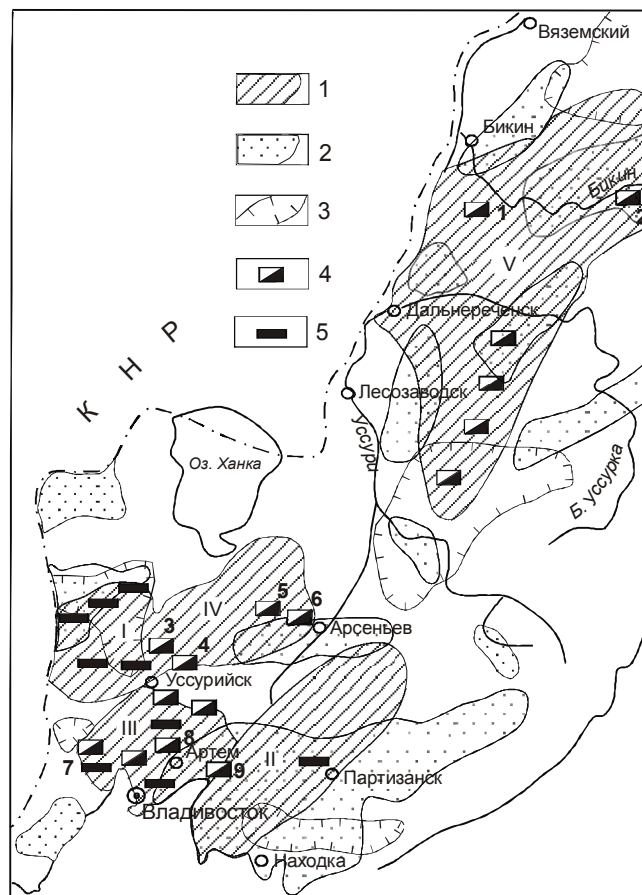 Вяземский
1
Бикин
2
Бикин
3
1
V
4
Дальнереченск
5
К Н Р
Лесозаводск
Уссури
Оз. Ханка
Б. Уссурка
IV
5
6
I
3
Арсеньев
4
Уссурийск
III
8
Артем
II
7
9
Партизанск
Владивосток
Находка